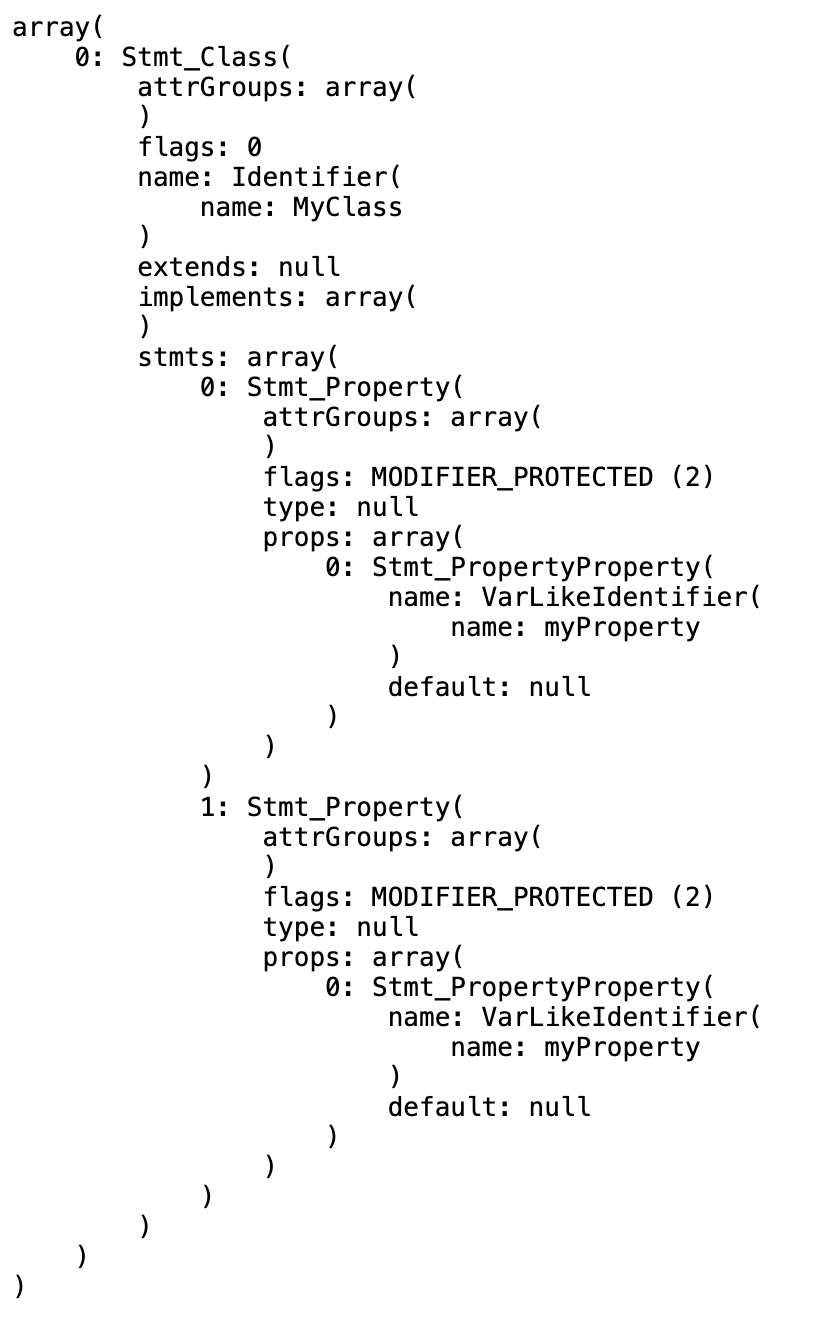 array(
    0: Stmt_Class(
        attrGroups: array(
        )
        flags: 0
        name: Identifier(
            name: MyClass
        )
        extends: null
        implements: array(
        )
        stmts: array(
            0: Stmt_Property(
                attrGroups: array(
                )
                flags: MODIFIER_PROTECTED (2)
                type: null
                props: array(
                    0: Stmt_PropertyProperty(
                        name: VarLikeIdentifier(
                            name: myProperty
                        )
                        default: null
                    )
                )
            )
            1: Stmt_Property(
                attrGroups: array(
                )
                flags: MODIFIER_PROTECTED (2)
                type: null
                props: array(
                    0: Stmt_PropertyProperty(
                        name: VarLikeIdentifier(
                            name: myProperty
                        )
                        default: null
                    )
                )
            )
        )
    )
)